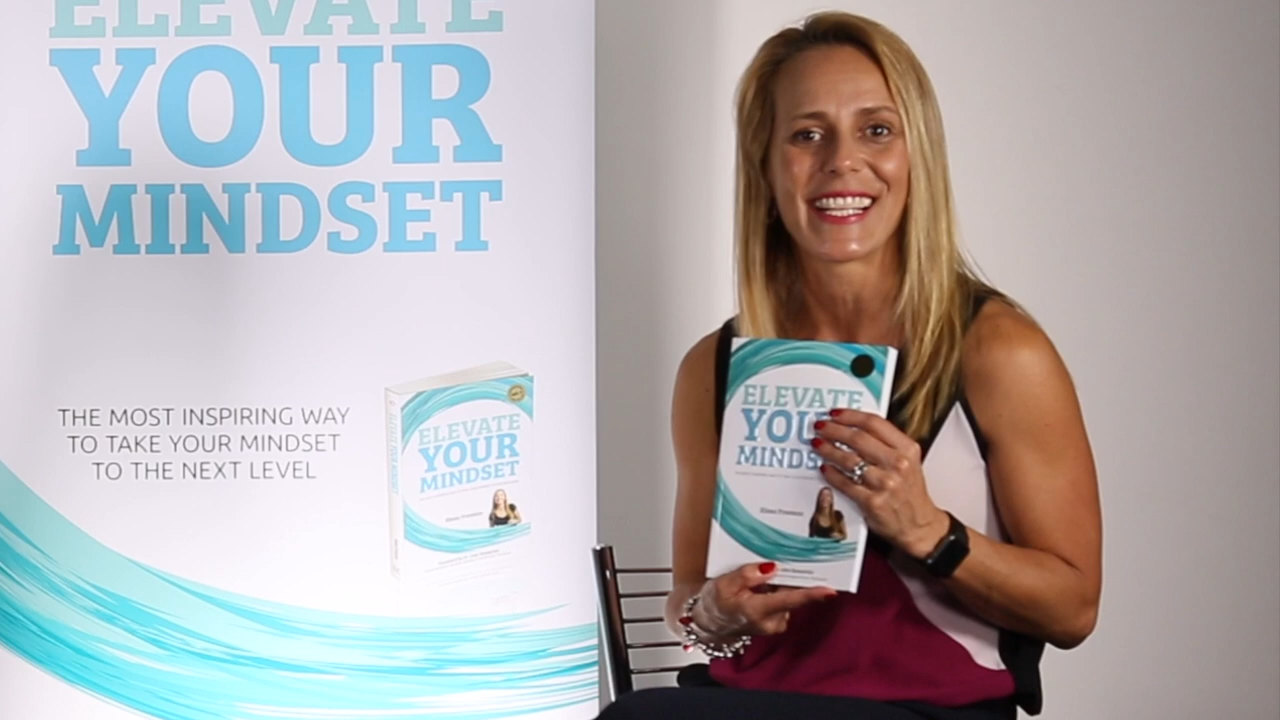 ELEVATE
YOUR
MINDSET
THE MOST INSPIRING WAY
TO TAKE YOUR MINDSET
TO THE NEXT LEVEL
ELEVATE
YOUR
MINDSET
ELEVATE
YOU
MINDS